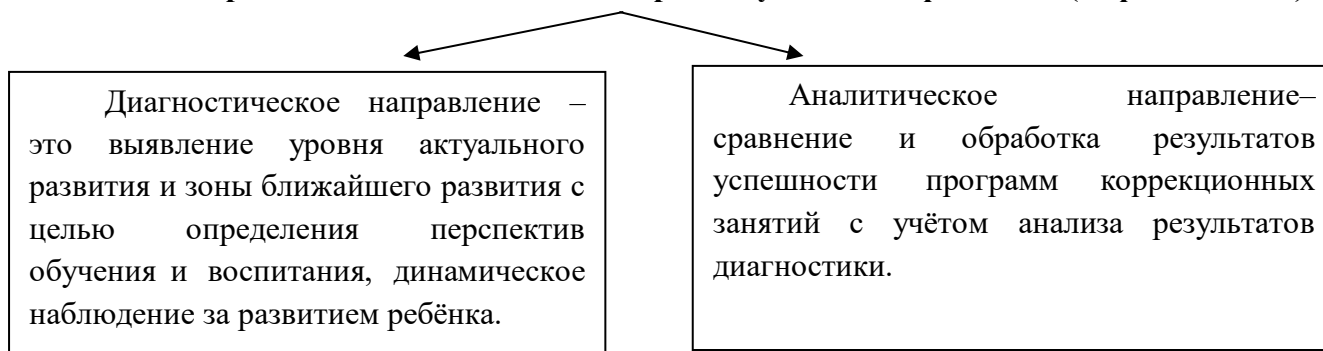 Диагностическое направление –
это выявление уровня актуального
развития и зоны ближайшего развития с
целью определения перспектив
обучения и воспитания, динамическое
наблюдение за развитием ребёнка.
Аналитическое направление–
сравнение и обработка результатов
успешности программ коррекционных
занятий с учётом анализа результатов
диагностики.